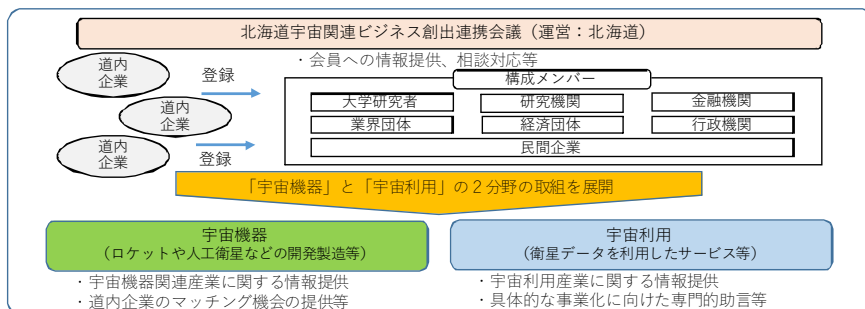 北海道宇宙関連ビジネス創出連携会議（運営：北海道）
・会員への情報提供、相談対応等
道内
企業
登録
道内
企業
道内
企業
登録
構成メンバー
大学研究者
研究機関
金融機関
業界団体
経済団体
行政機関
民間企業
「宇宙機器」と「宇宙利用」の２分野の取組を展開
宇宙機器
（ロケットや人工衛星などの開発製造等）
・宇宙機器関連産業に関する情報提供
・道内企業のマッチング機会の提供等
宇宙利用
（衛星データを利用したサービス等）
・宇宙利用産業に関する情報提供
・具体的な事業化に向けた専門的助言等